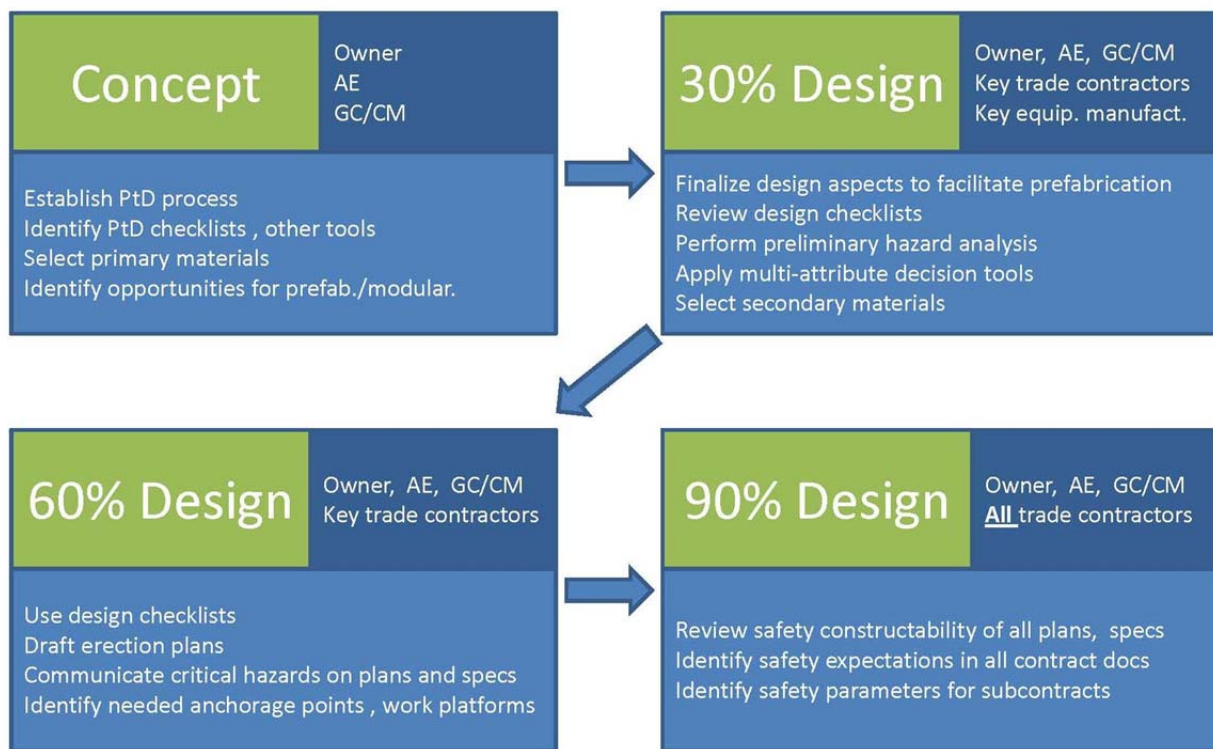 Concept
Owner
AE
GC/CM
Establish PtD process
Identify PtD checklists , other tools
Select primary materials
Identify opportunities for prefab./modular.
30% Design
Owner, AE, GC/CM
Key trade contractors
Key equip. manufact.
Finalize design aspects to facilitate prefabrication
Review design checklists
Perform preliminary hazard analysis
Apply multi-attribute decision tools
Select secondary materials
60% Design
Owner, AE, GC/CM
Key trade contractors
Use design checklists
Draft erection plans
Communicate critical hazards on plans and specs
Identify needed anchorage points , work platforms
90% Design
Owner, AE, GC/CM
All trade contractors
Review safety constructability of all plans, specs
Identify safety expectations in all contract docs
Identify safety parameters for subcontracts